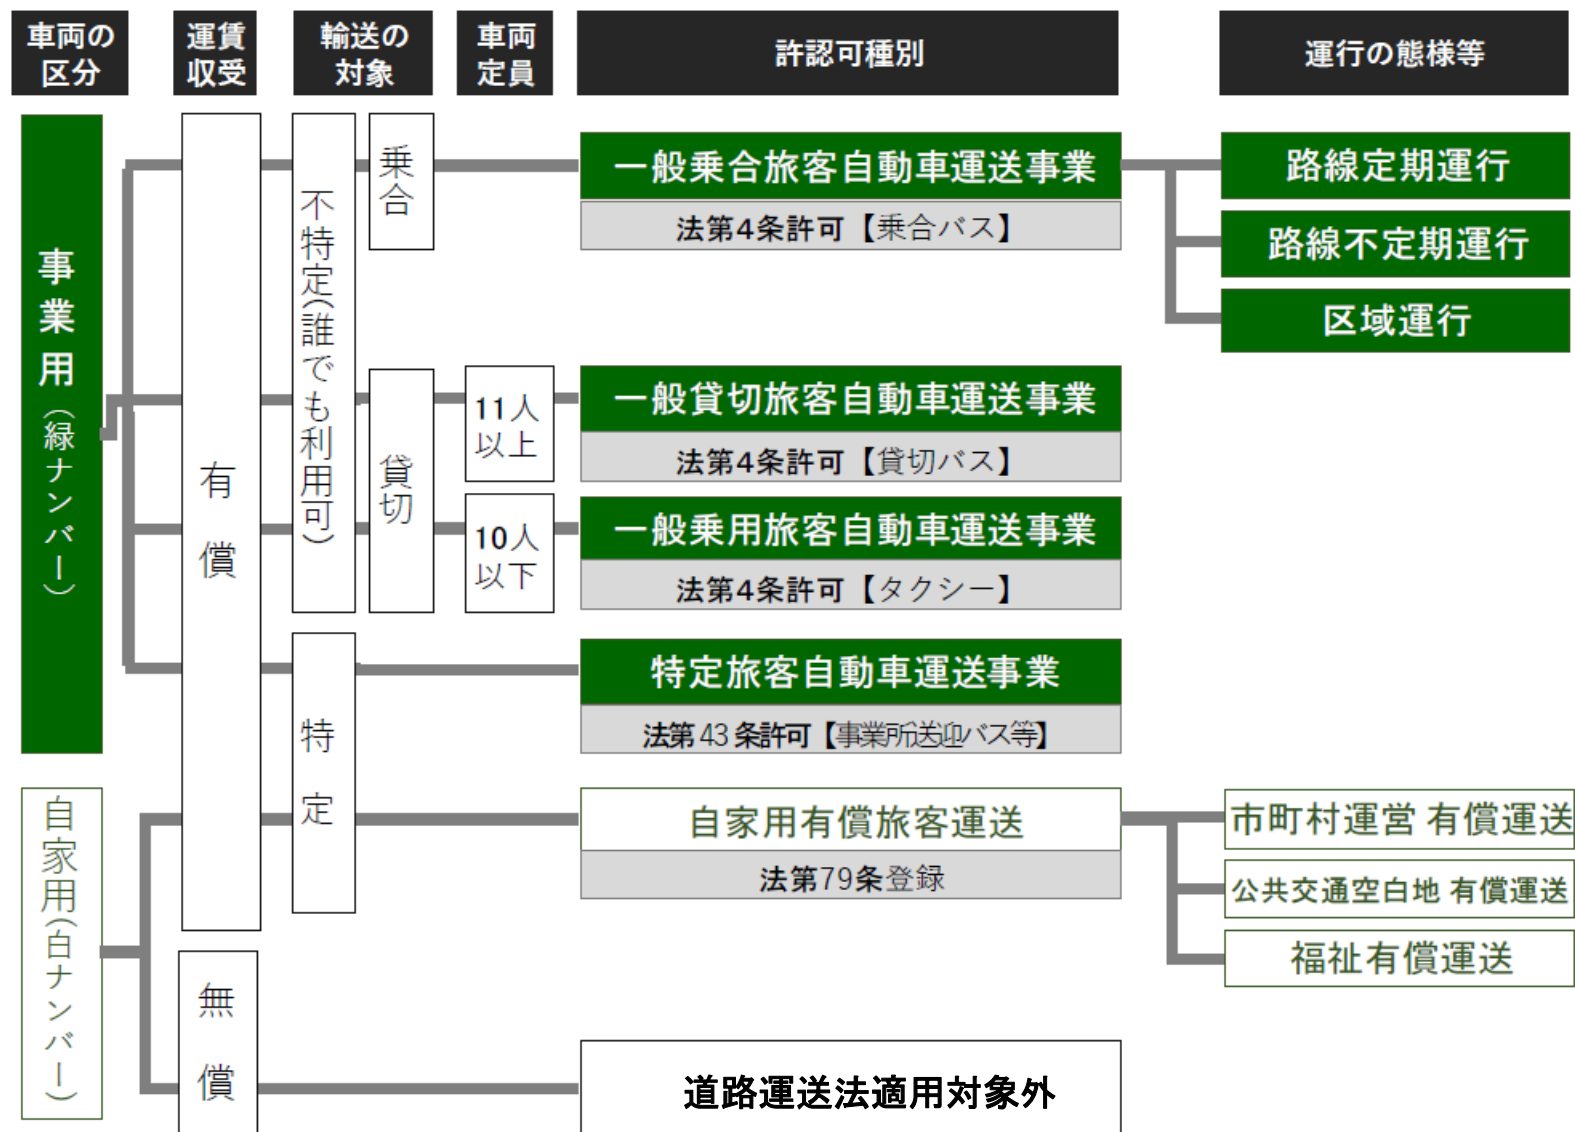 車両の
区分
運賃
収受
輸送の
対象
車両
定員
許認可種別
運行の態様等
事業用(緑ナンバー)
有償
不特定(誰でも利用可)
乗合
一般乗合旅客自動車運送事業
法第4条許可【乗合バス】
路線定期運行
路線不定期運行
区域運行
貸切
11人
以上
一般貸切旅客自動車運送事業
法第4条許可【貸切バス】
10人
以下
一般乗用旅客自動車運送事業
法第4条許可【タクシー】
特定
特定旅客自動車運送事業
法第43条許可【事業所送迎バス等】
自家用(白ナンバー)
自家用有償旅客運送
法第79条登録
市町村運営 有償運送
公共交通空白地 有償運送
福祉有償運送
無償
道路運送法適用対象外